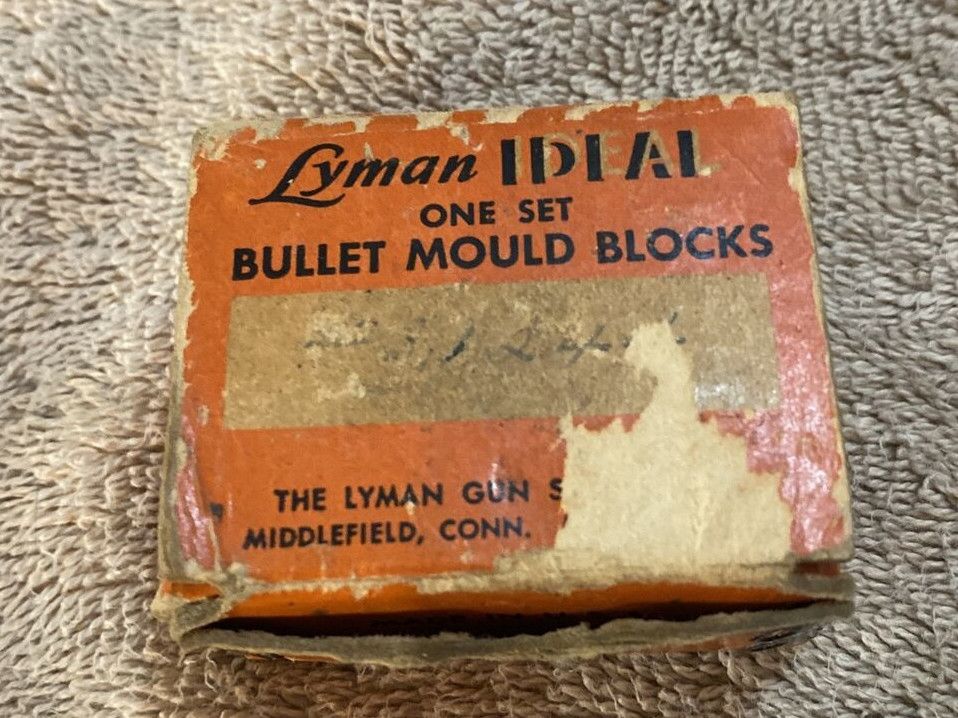 Lyman IDEAL
ONE SET
BULLET MOULD BLOCKS
THE LYMAN GUN S
MIDDLEFIELD, CONN.